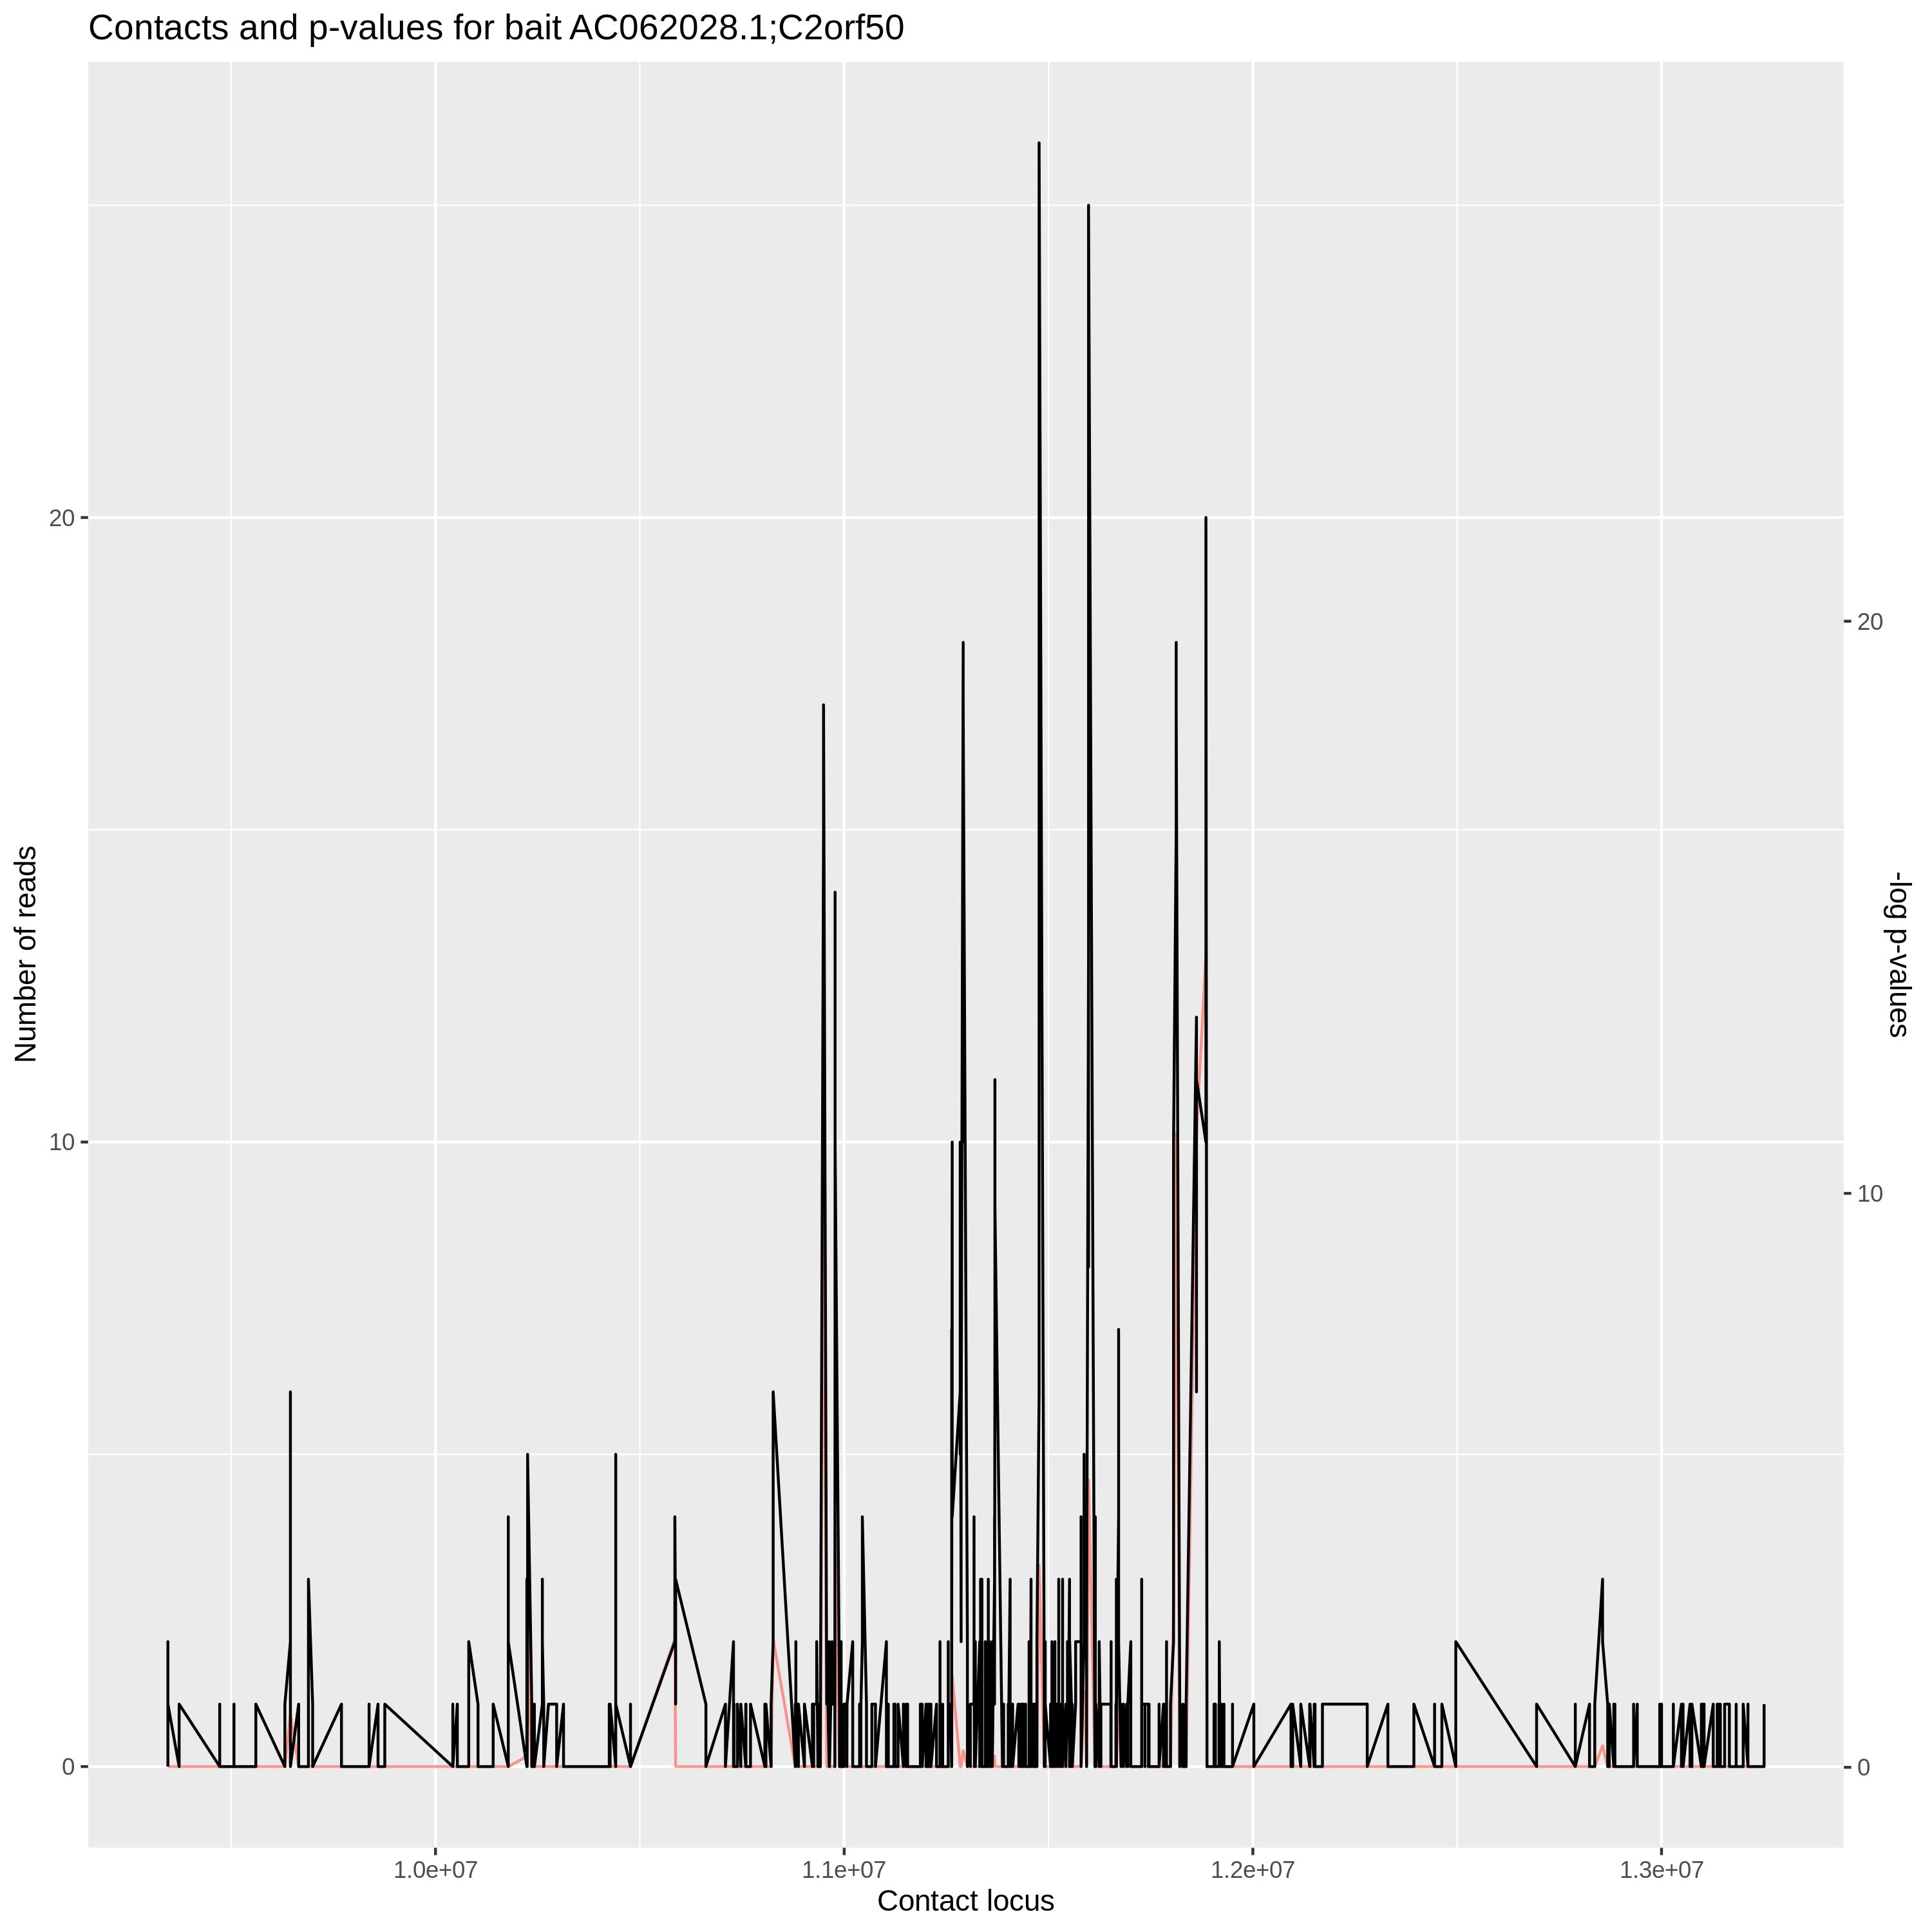 Contacts and p-values for bait AC062028.1;C2orf50
20
10
0
Number of reads
20
10
0
-log p-values
1.0e+07 1.1e+07 1.2e+07 1.3e+07
Contact locus